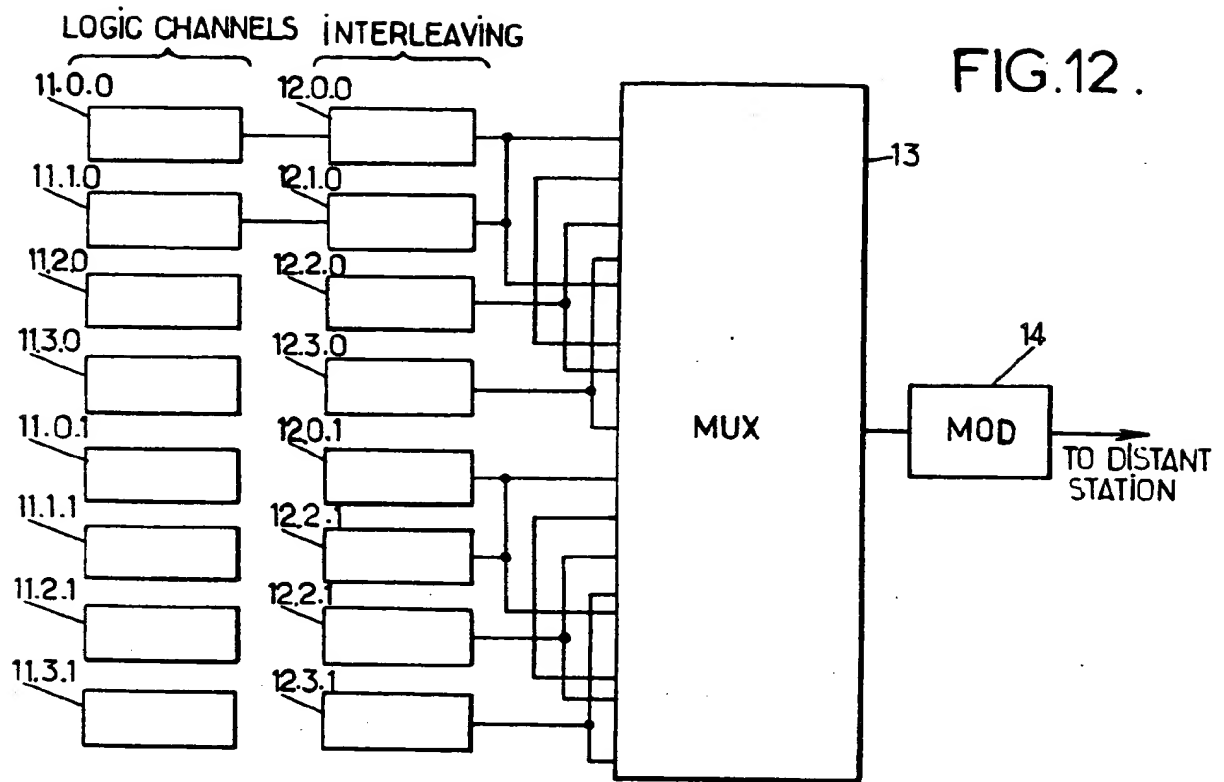 LOGIC CHANNELS
INTERLEAVING
FIG.12.
11.0.0
12.0.0
13
11.1.0
12.1.0
11.2.0
12.2.0
11.3.0
12.3.0
14
MUX
MOD
11.0.1
12.0.1
TO DISTANT
STATION
11.1.1
12.2.1
11.2.1
12.2.1
11.3.1
12.3.1